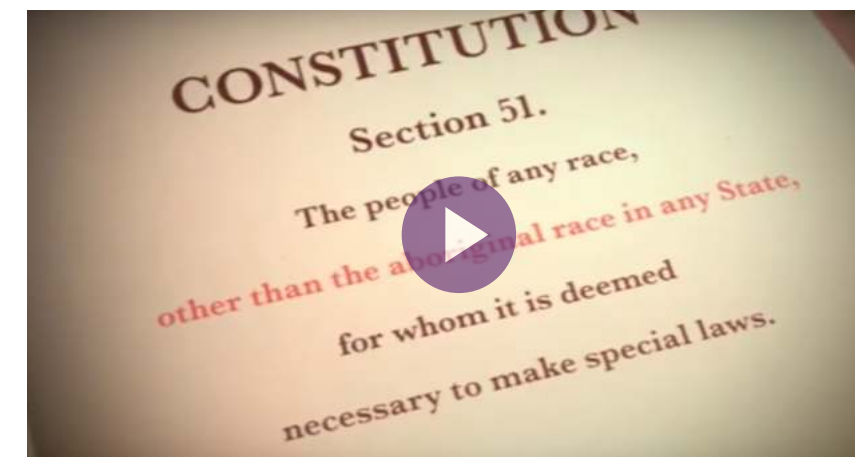 CONSTITUTION
Section 51.
The people of any race,
other than the aboriginal race in any State,
for whom it is deemed
necessary to make special laws.